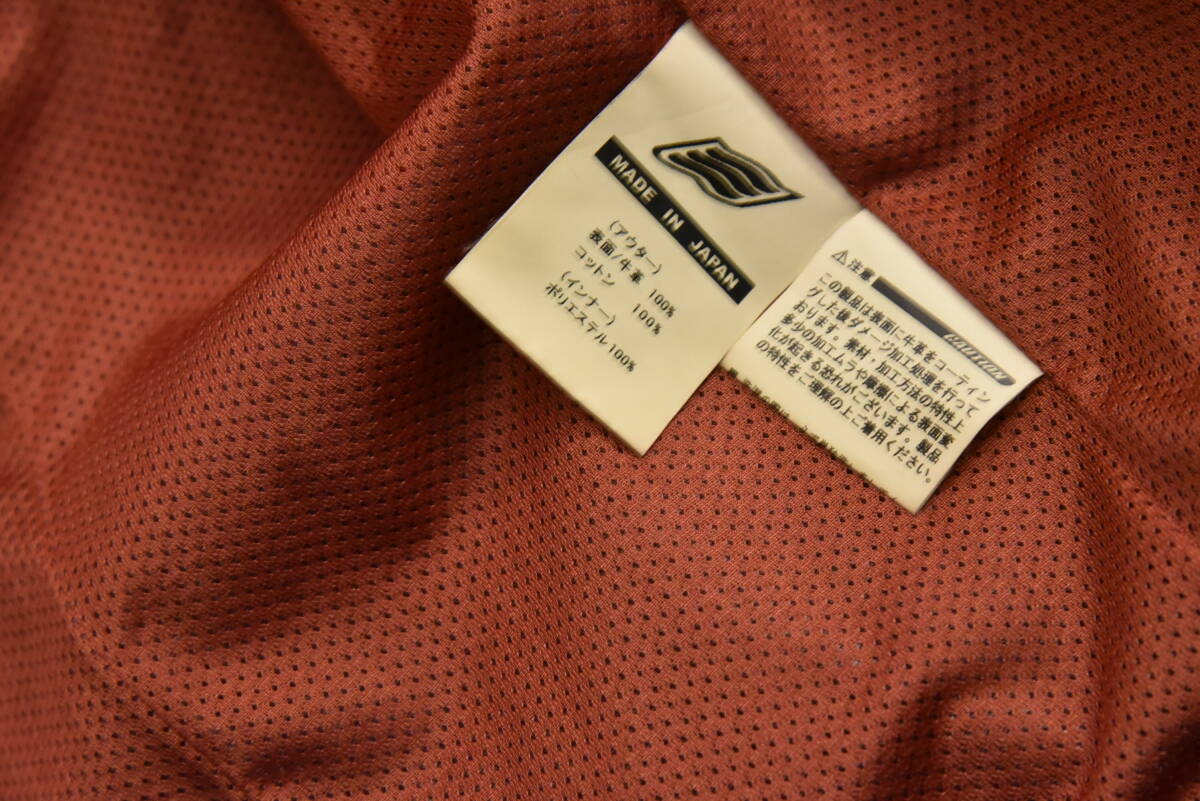 MADE IN JAPAN
(アウター)
表面/牛革 100%
コットン 100%
(インナー)
ポリエステル100%
⚠注意 CAUTION
この製品は表面に牛革をコーティン
グした後ダメージ加工処理を行って
おります。素材、加工方法の特性上
多少の加工ムラや摩擦による表面変
化が起きる恐れがございます。製品
の特性をご理解の上ご着用ください。